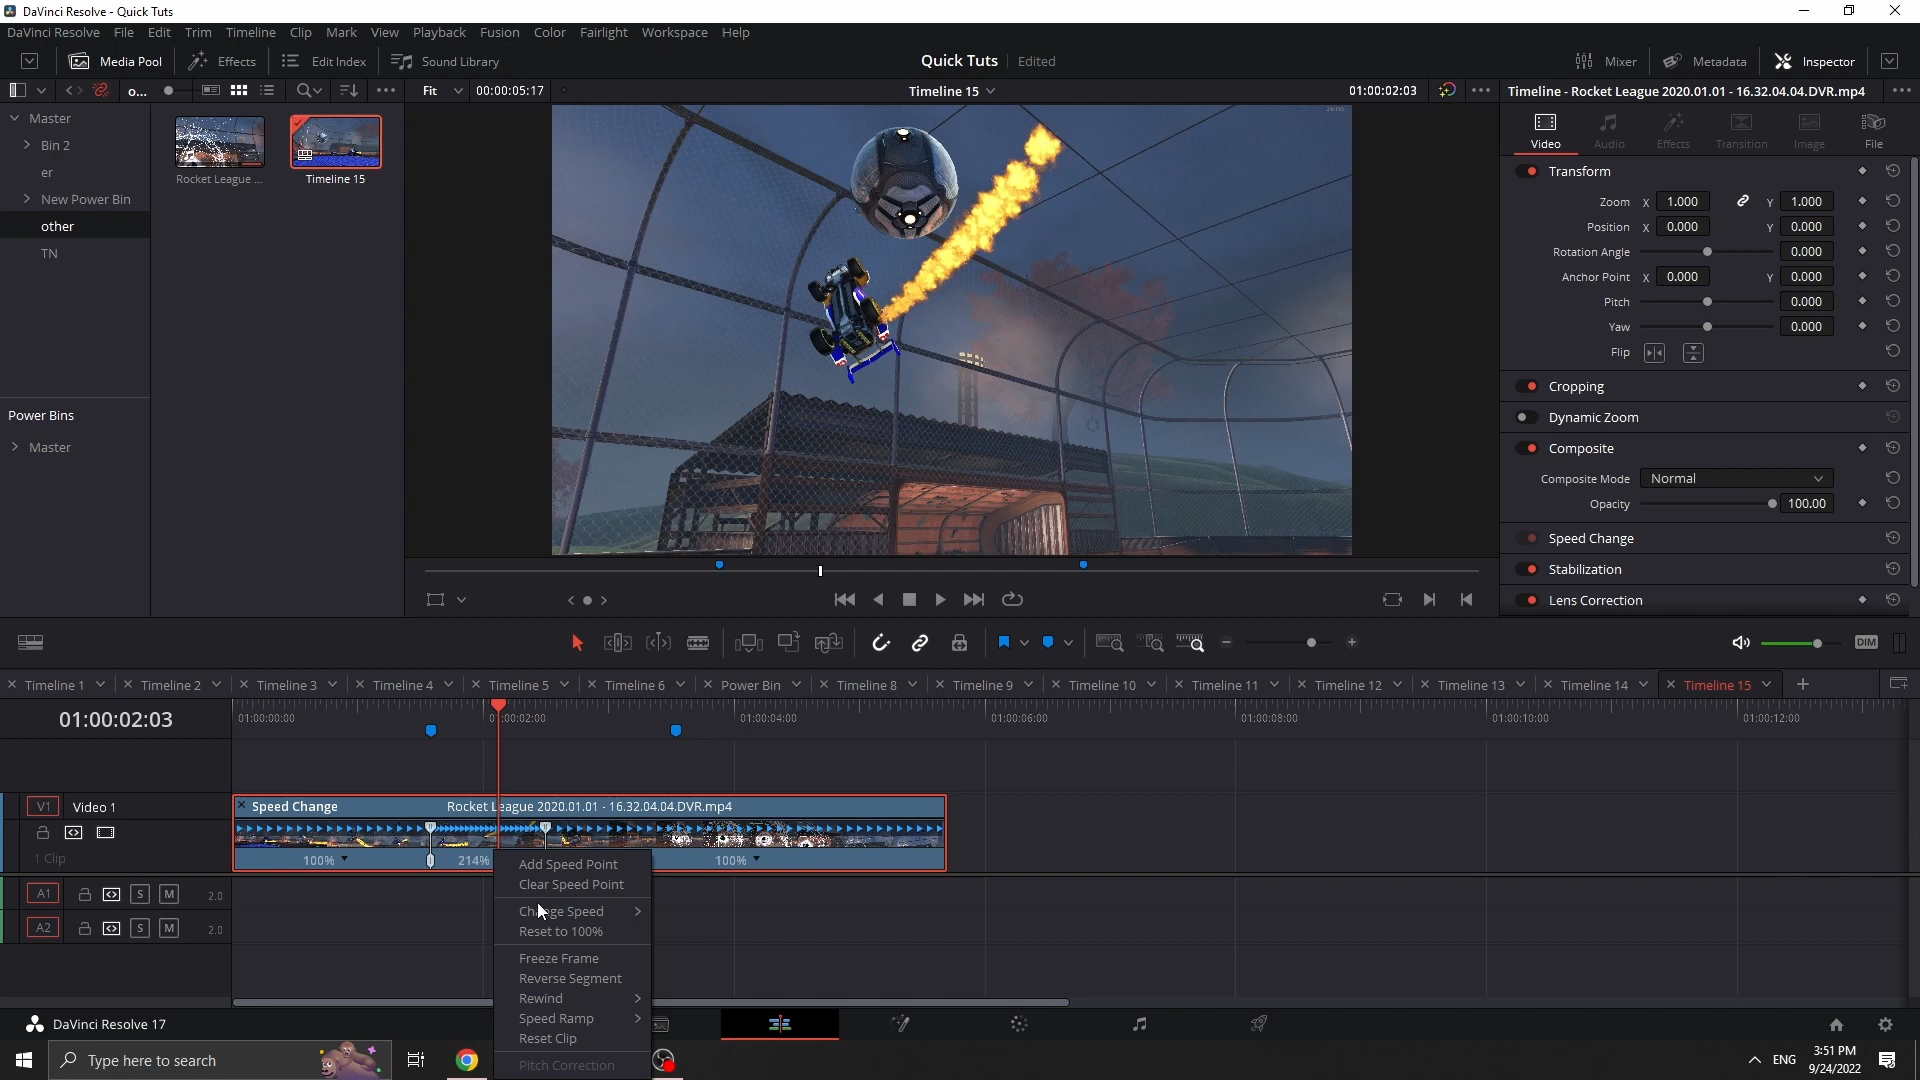 DaVinci Resolve - Quick Tuts
DaVinci Resolve File Edit Trim Timeline Clip Mark View Playback Fusion Color Fairlight Workspace Help
Media Pool Effects Edit Index Sound Library Quick Tuts Edited Mixer Metadata Inspector
o... Fit 00:00:05:17 Timeline 15 01:00:02:03 Timeline - Rocket League 2020.01.01 - 16.32.04.04.DVR.mp4
Master
Bin 2
er
New Power Bin
other
TN
Power Bins
Master
Rocket League ...
Timeline 15
Video Audio Effects Transition Image File
Transform
Zoom X 1.000 Y 1.000
Position X 0.000 Y 0.000
Rotation Angle 0.000
Anchor Point X 0.000 Y 0.000
Pitch 0.000
Yaw 0.000
Flip
Cropping
Dynamic Zoom
Composite
Composite Mode Normal
Opacity 100.00
Speed Change
Stabilization
Lens Correction
DIM
Timeline 1 Timeline 2 Timeline 3 Timeline 4 Timeline 5 Timeline 6 Power Bin Timeline 8 Timeline 9 Timeline 10 Timeline 11 Timeline 12 Timeline 13 Timeline 14 Timeline 15
01:00:02:03
01:00:00:00 01:00:02:00 01:00:04:00 01:00:06:00 01:00:08:00 01:00:10:00 01:00:12:00
V1 Video 1
1 Clip
Speed Change Rocket League 2020.01.01 - 16.32.04.04.DVR.mp4
100% 214% 100%
A1 S M 2.0
A2 S M 2.0
Add Speed Point
Clear Speed Point
Change Speed
Reset to 100%
Freeze Frame
Reverse Segment
Rewind
Speed Ramp
Reset Clip
Pitch Correction
DaVinci Resolve 17
Type here to search
ENG
3:51 PM
9/24/2022